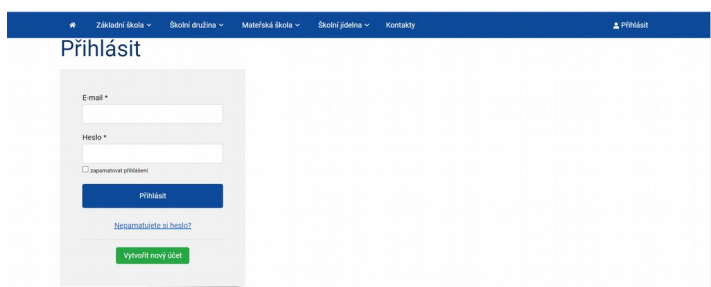 Základní škola Školní družina Mateřská škola Školní jídelna Kontakty Přihlásit
Přihlásit
E-mail *
Heslo *
zapamatovat přihlášení
Přihlásit
Nepamatujete si heslo?
Vytvořit nový účet